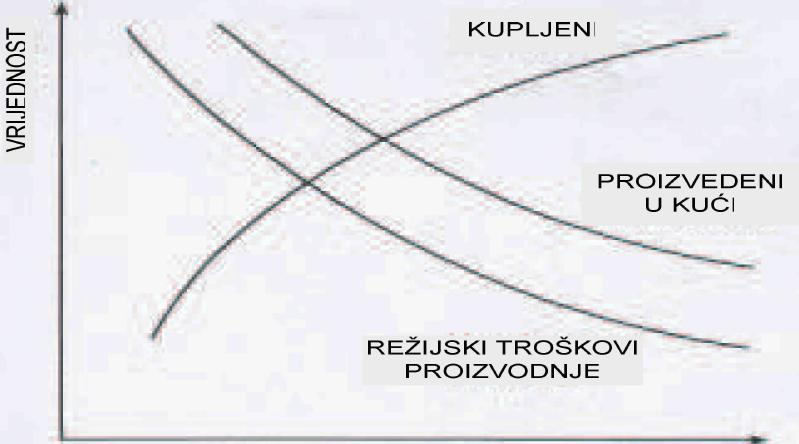 VRIJEDNOST
KUPLJENI
PROIZVEDENI
U KUĆI
REŽIJSKI TROŠKOVI
PROIZVODNJE